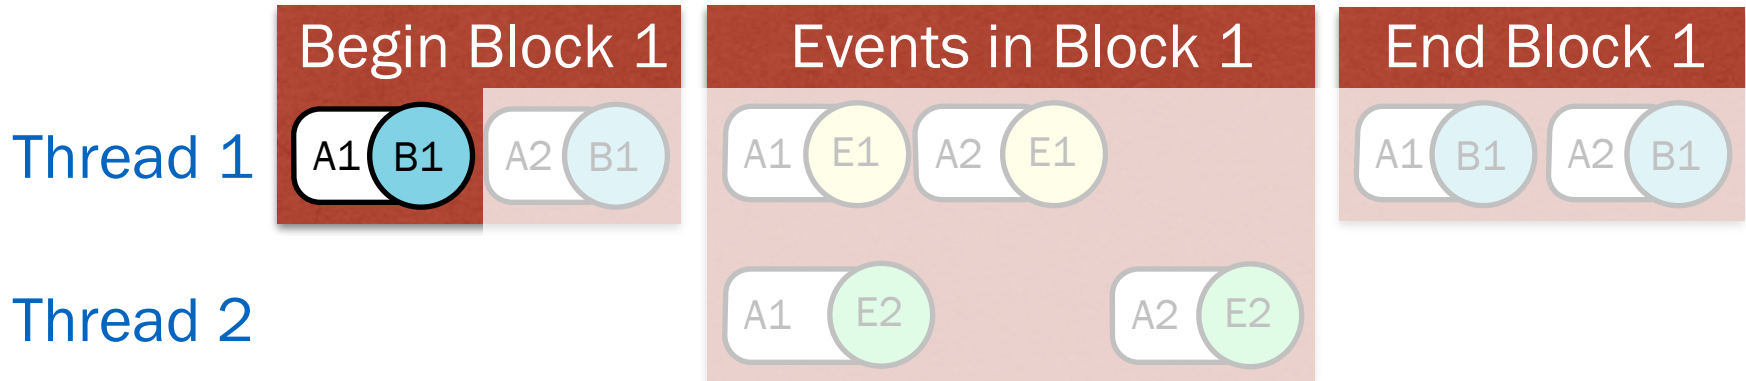 Begin Block 1 Events in Block 1 End Block 1
Thread 1 A1 B1 A2 B1 A1 E1 A2 E1 A1 B1 A2 B1
Thread 2 A1 E2 A2 E2